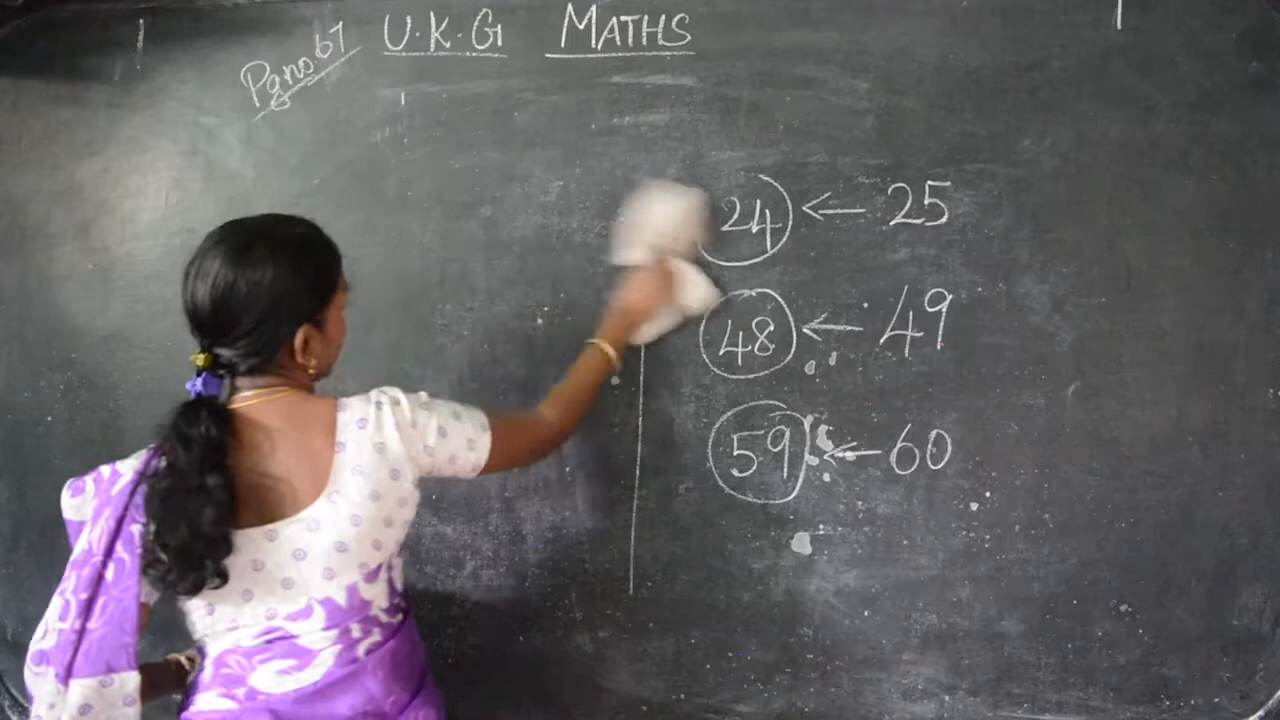 U.K.G MATHS
Pg no. 67
24 ← 25
48 ← 49
59 ← 60